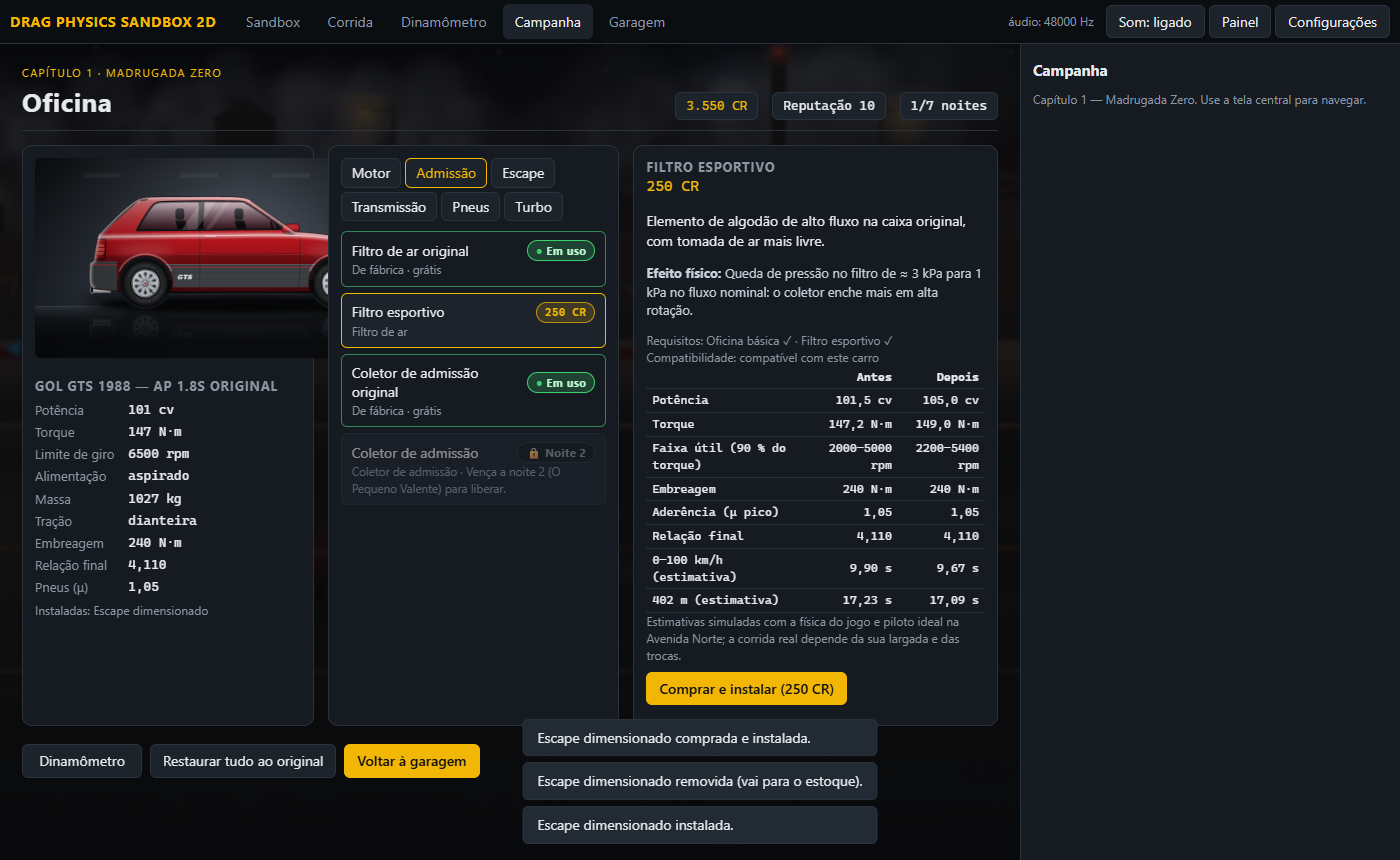 DRAG PHYSICS SANDBOX 2D
Sandbox
Corrida
Dinamômetro
Campanha
Garagem
áudio: 48000 Hz
Som: ligado
Painel
Configurações
CAPÍTULO 1 · MADRUGADA ZERO
Oficina
3.550 CR
Reputação 10
1/7 noites
GTS
GOL GTS 1988 — AP 1.8S ORIGINAL
Potência 101 cv
Torque 147 N·m
Limite de giro 6500 rpm
Alimentação aspirado
Massa 1027 kg
Tração dianteira
Embreagem 240 N·m
Relação final 4,110
Pneus (μ) 1,05
Instaladas: Escape dimensionado
Motor
Admissão
Escape
Transmissão
Pneus
Turbo
Filtro de ar original
Em uso
De fábrica · grátis
Filtro esportivo
250 CR
Filtro de ar
Coletor de admissão
original
Em uso
De fábrica · grátis
Coletor de admissão
Noite 2
Coletor de admissão · Vença a noite 2 (O
Pequeno Valente) para liberar.
FILTRO ESPORTIVO
250 CR
Elemento de algodão de alto fluxo na caixa original,
com tomada de ar mais livre.
Efeito físico: Queda de pressão no filtro de ≈ 3 kPa para 1
kPa no fluxo nominal: o coletor enche mais em alta
rotação.
Requisitos: Oficina básica ✓ · Filtro esportivo ✓
Compatibilidade: compatível com este carro
Antes Depois
Potência 101,5 cv 105,0 cv
Torque 147,2 N·m 149,0 N·m
Faixa útil (90 % do 2000–5000 2200–5400
torque) rpm rpm
Embreagem 240 N·m 240 N·m
Aderência (μ pico) 1,05 1,05
Relação final 4,110 4,110
0–100 km/h
(estimativa) 9,90 s 9,67 s
402 m (estimativa) 17,23 s 17,09 s
Estimativas simuladas com a física do jogo e piloto ideal na
Avenida Norte; a corrida real depende da sua largada e das
trocas.
Comprar e instalar (250 CR)
Dinamômetro
Restaurar tudo ao original
Voltar à garagem
Escape dimensionado comprada e instalada.
Escape dimensionado removida (vai para o estoque).
Escape dimensionado instalada.
Campanha
Capítulo 1 — Madrugada Zero. Use a tela central para navegar.